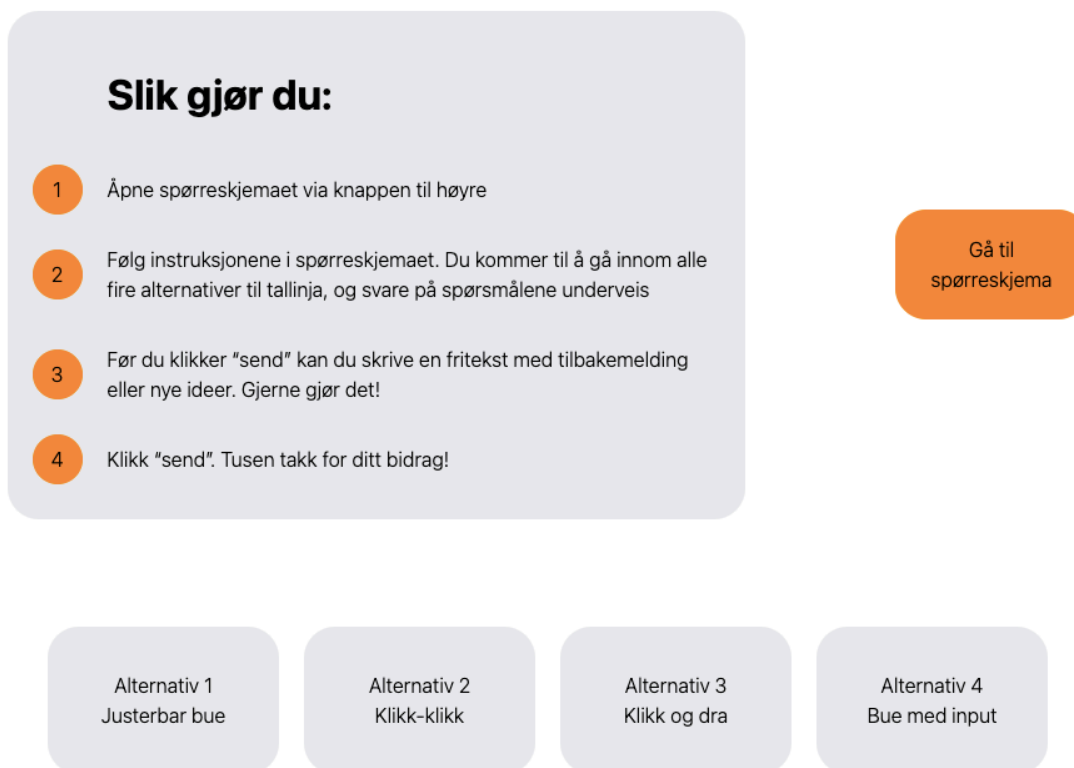 Slik gjør du:
1 Åpne spørreskjemaet via knappen til høyre
2 Følg instruksjonene i spørreskjemaet. Du kommer til å gå innom alle
fire alternativer til tallinja, og svare på spørsmålene underveis
3 Før du klikker “send” kan du skrive en fritekst med tilbakemelding
eller nye ideer. Gjerne gjør det!
4 Klikk “send”. Tusen takk for ditt bidrag!
Gå til
spørreskjema
Alternativ 1
Justerbar bue
Alternativ 2
Klikk-klikk
Alternativ 3
Klikk og dra
Alternativ 4
Bue med input